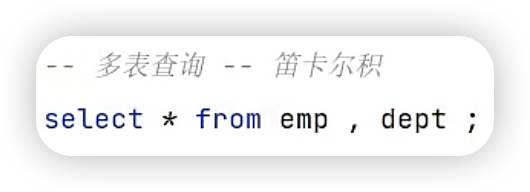 -- 多表查询 -- 笛卡尔积
select * from emp , dept ;